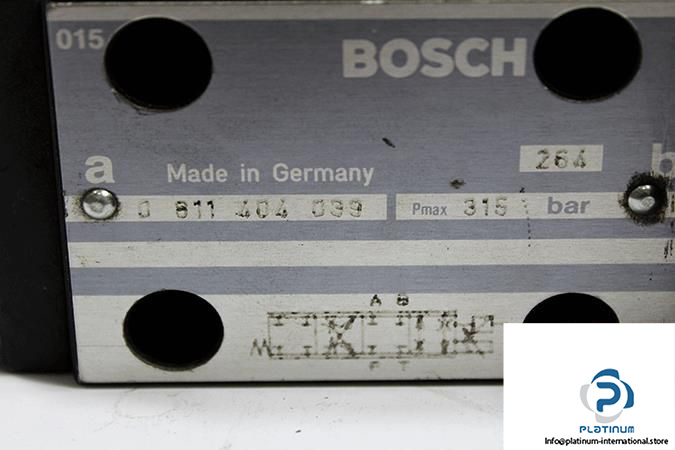 015
BOSCH
264
a
Made in Germany
b
0 811 404 039
Pmax 315 bar
A B
P T
PLATINUM
Info@platinum-international.store